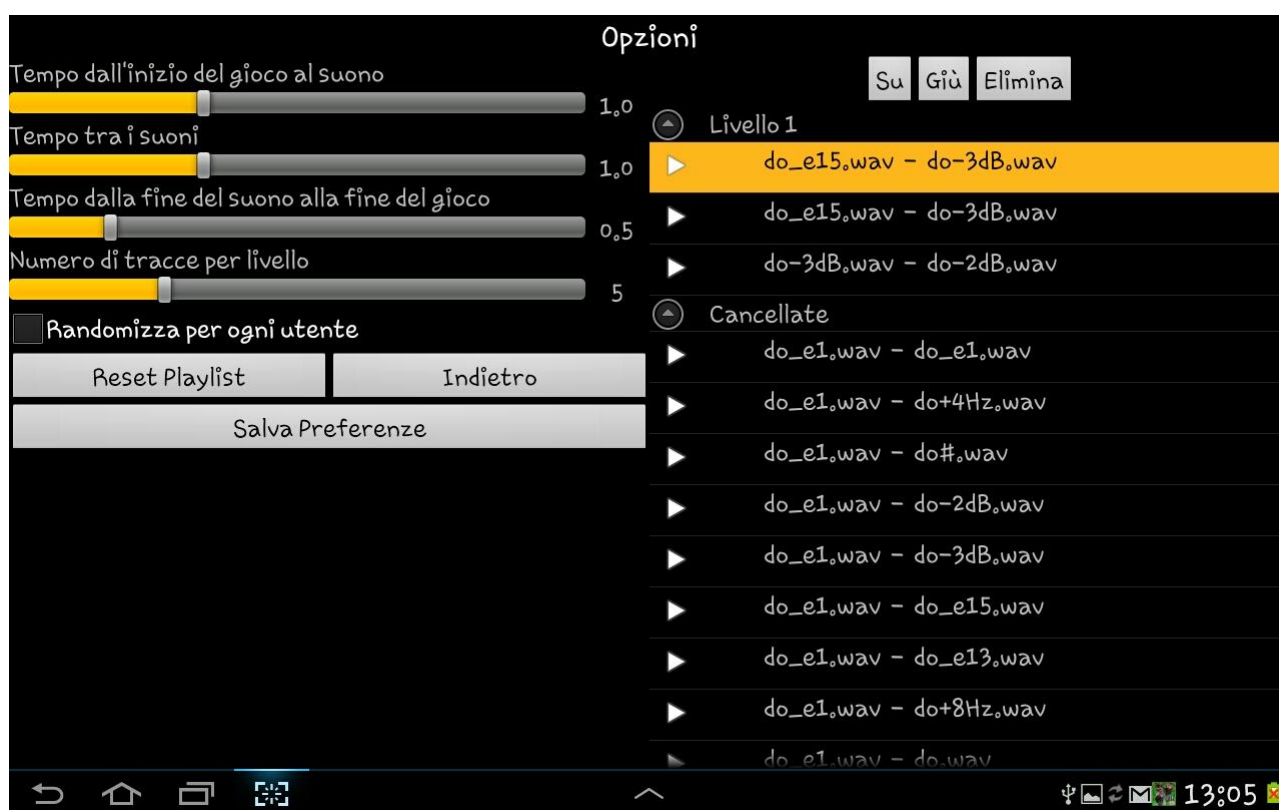 Opzioni
Tempo dall'inizio del gioco al suono
1.0
Tempo tra i suoni
1.0
Tempo dalla fine del suono alla fine del gioco
0.5
Numero di tracce per livello
5
Randomizza per ogni utente
Reset Playlist Indietro
Salva Preferenze
Su Giù Elimina
Livello 1
do_e15.wav - do-3dB.wav
do_e15.wav - do-3dB.wav
do-3dB.wav - do-2dB.wav
Cancellate
do_e1.wav - do_e1.wav
do_e1.wav - do+4Hz.wav
do_e1.wav - do#.wav
do_e1.wav - do-2dB.wav
do_e1.wav - do-3dB.wav
do_e1.wav - do_e15.wav
do_e1.wav - do_e13.wav
do_e1.wav - do+8Hz.wav
do_e1.wav - do.wav
13:05